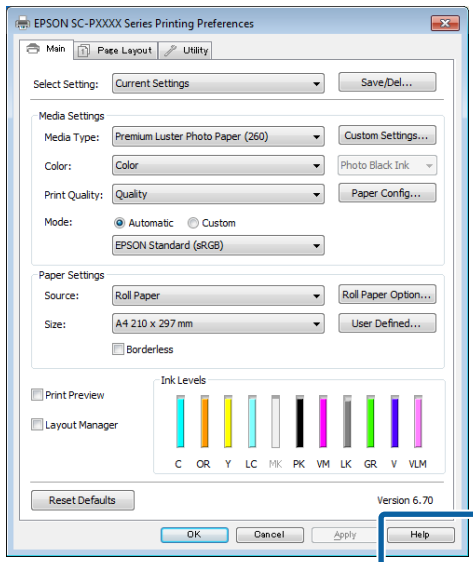 EPSON SC-PXXXX Series Printing Preferences
Main Page Layout Utility
Select Setting: Current Settings Save/Del...
Media Settings
Media Type: Premium Luster Photo Paper (260) Custom Settings...
Color: Color Photo Black Ink
Print Quality: Quality Paper Config...
Mode: Automatic Custom
EPSON Standard (sRGB)
Paper Settings
Source: Roll Paper Roll Paper Option...
Size: A4 210 x 297 mm User Defined...
Borderless
Ink Levels
Print Preview
Layout Manager
C OR Y LC MK PK VM LK GR V VLM
Reset Defaults Version 6.70
OK Cancel Apply Help